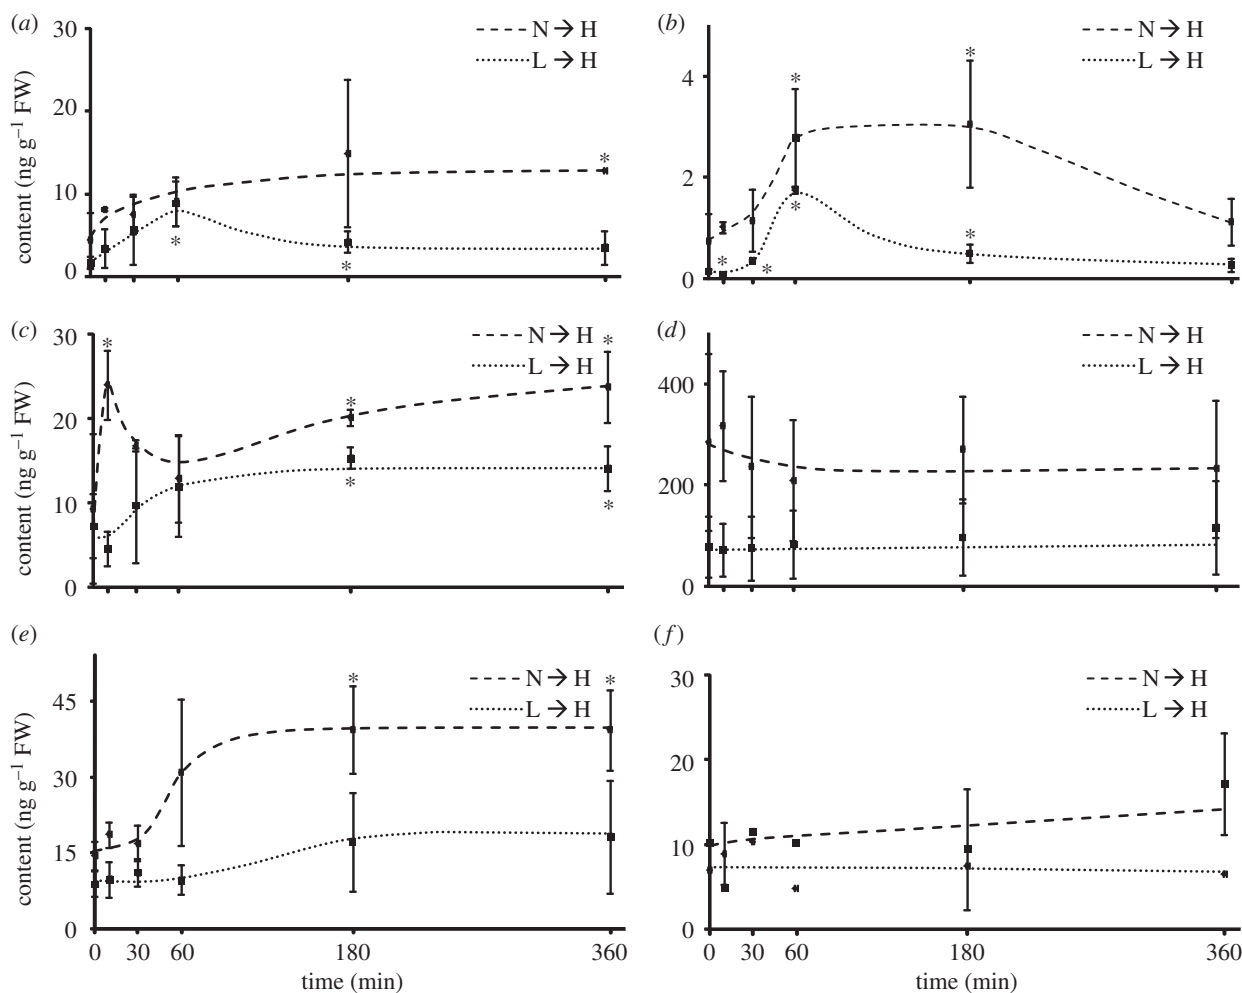 (a)
30
20
10
0
content (ng g⁻¹ FW)
N → H
L → H
*
*
*
(b)
4
2
0
N → H
L → H
*
*
*
*
*
*
(c)
30
20
10
0
content (ng g⁻¹ FW)
N → H
L → H
*
*
*
*
*
(d)
400
200
0
N → H
L → H
(e)
45
30
15
0
content (ng g⁻¹ FW)
N → H
L → H
*
*
0 30 60 180 360
time (min)
(f)
30
20
10
0
N → H
L → H
0 30 60 180 360
time (min)